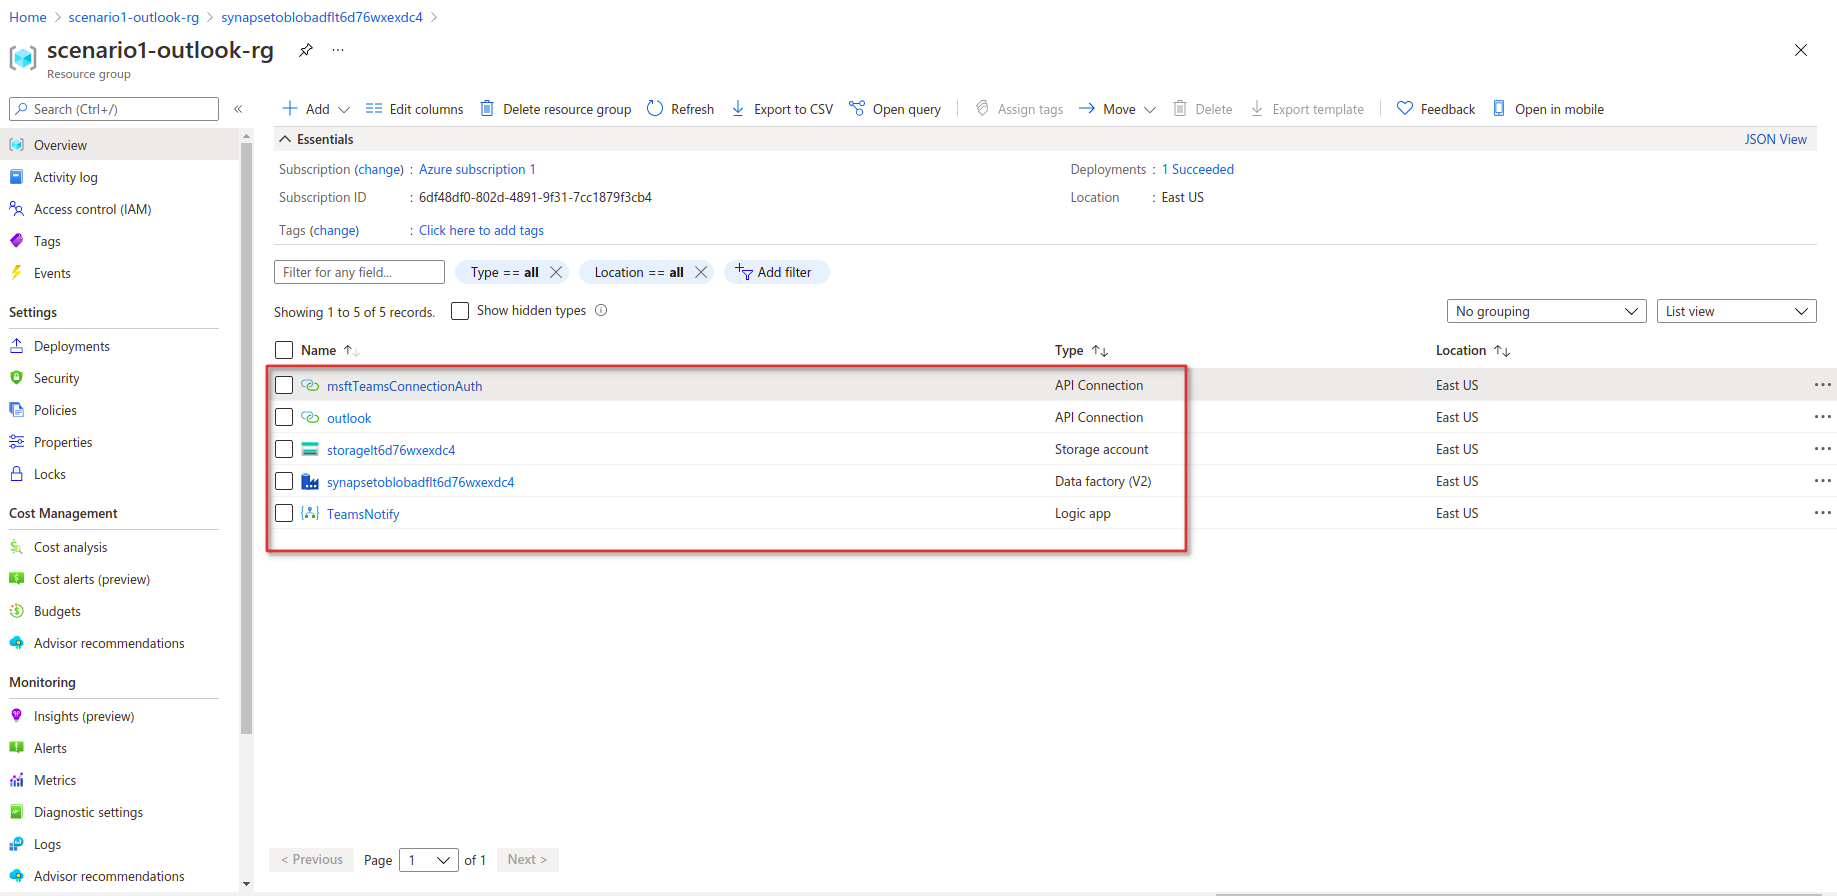 Home > scenario1-outlook-rg > synapsetoblobadflt6d76wxexdc4 >
scenario1-outlook-rg
Resource group
Search (Ctrl+/)
Overview
Activity log
Access control (IAM)
Tags
Events
Settings
Deployments
Security
Policies
Properties
Locks
Cost Management
Cost analysis
Cost alerts (preview)
Budgets
Advisor recommendations
Monitoring
Insights (preview)
Alerts
Metrics
Diagnostic settings
Logs
Advisor recommendations
Add Edit columns Delete resource group Refresh Export to CSV Open query Assign tags Move Delete Export template Feedback Open in mobile
Essentials JSON View
Subscription (change) : Azure subscription 1 Deployments : 1 Succeeded
Subscription ID : 6df48df0-802d-4891-9f31-7cc1879f3cb4 Location : East US
Tags (change) : Click here to add tags
Filter for any field... Type == all Location == all Add filter
Showing 1 to 5 of 5 records. Show hidden types No grouping List view
Name Type Location
msftTeamsConnectionAuth API Connection East US
outlook API Connection East US
storagelt6d76wxexdc4 Storage account East US
synapsetoblobadflt6d76wxexdc4 Data factory (V2) East US
TeamsNotify Logic app East US
< Previous Page 1 of 1 Next >